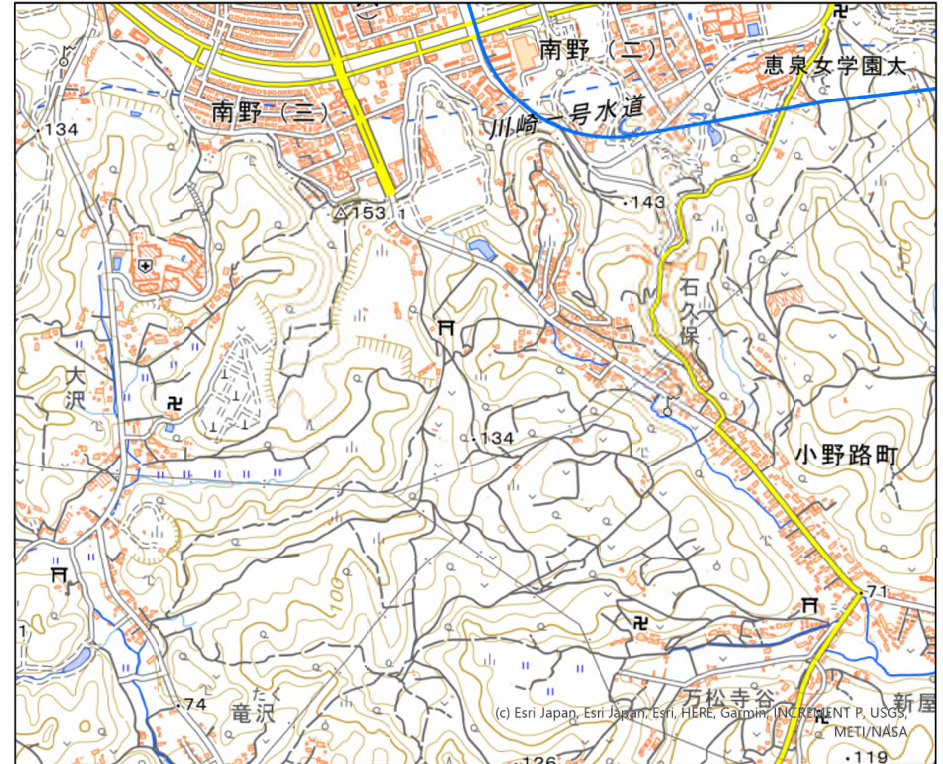 南野（二）
恵泉女学園大
南野（三）
川崎一号水道
134
143
153
1
100
石久保
大沢
134
小野路町
100
71
1
74
たく
竜沢
万松寺谷
新屋
(c) Esri Japan, Esri Japan, Esri, HERE, Garmin, INCREMENT P, USGS,
METI/NASA
126
119